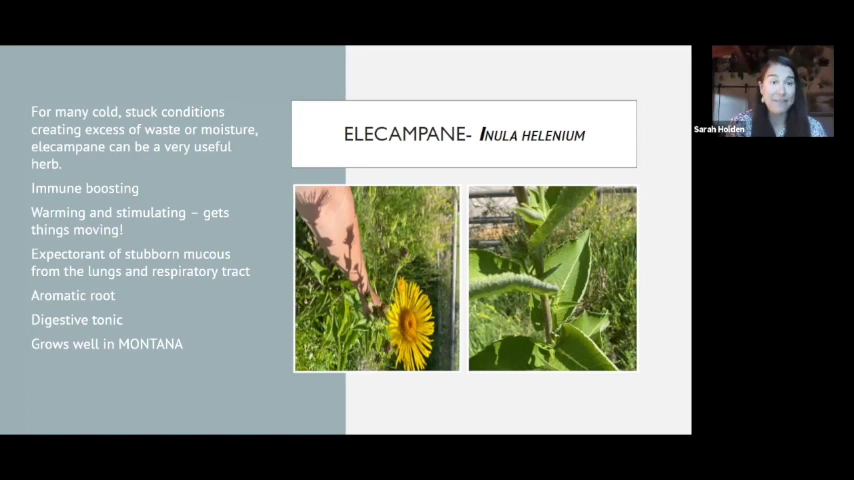 For many cold, stuck conditions
creating excess of waste or moisture,
elecampane can be a very useful
herb.
Immune boosting
Warming and stimulating – gets
things moving!
Expectorant of stubborn mucous
from the lungs and respiratory tract
Aromatic root
Digestive tonic
Grows well in MONTANA
ELECAMPANE- INULA HELENIUM
Sarah Holden